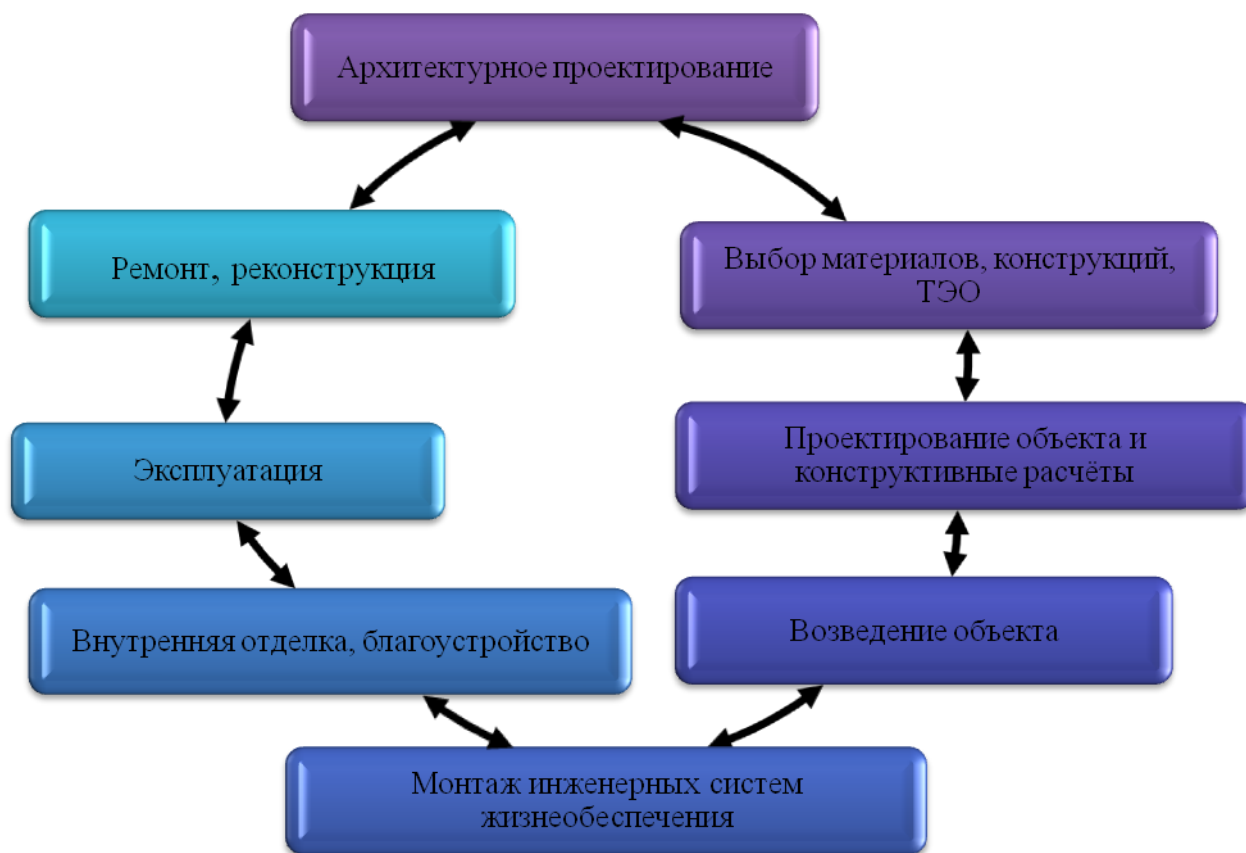 Архитектурное проектирование
Ремонт, реконструкция
Выбор материалов, конструкций,
ТЭО
Эксплуатация
Проектирование объекта и
конструктивные расчёты
Внутренняя отделка, благоустройство
Возведение объекта
Монтаж инженерных систем
жизнеобеспечения